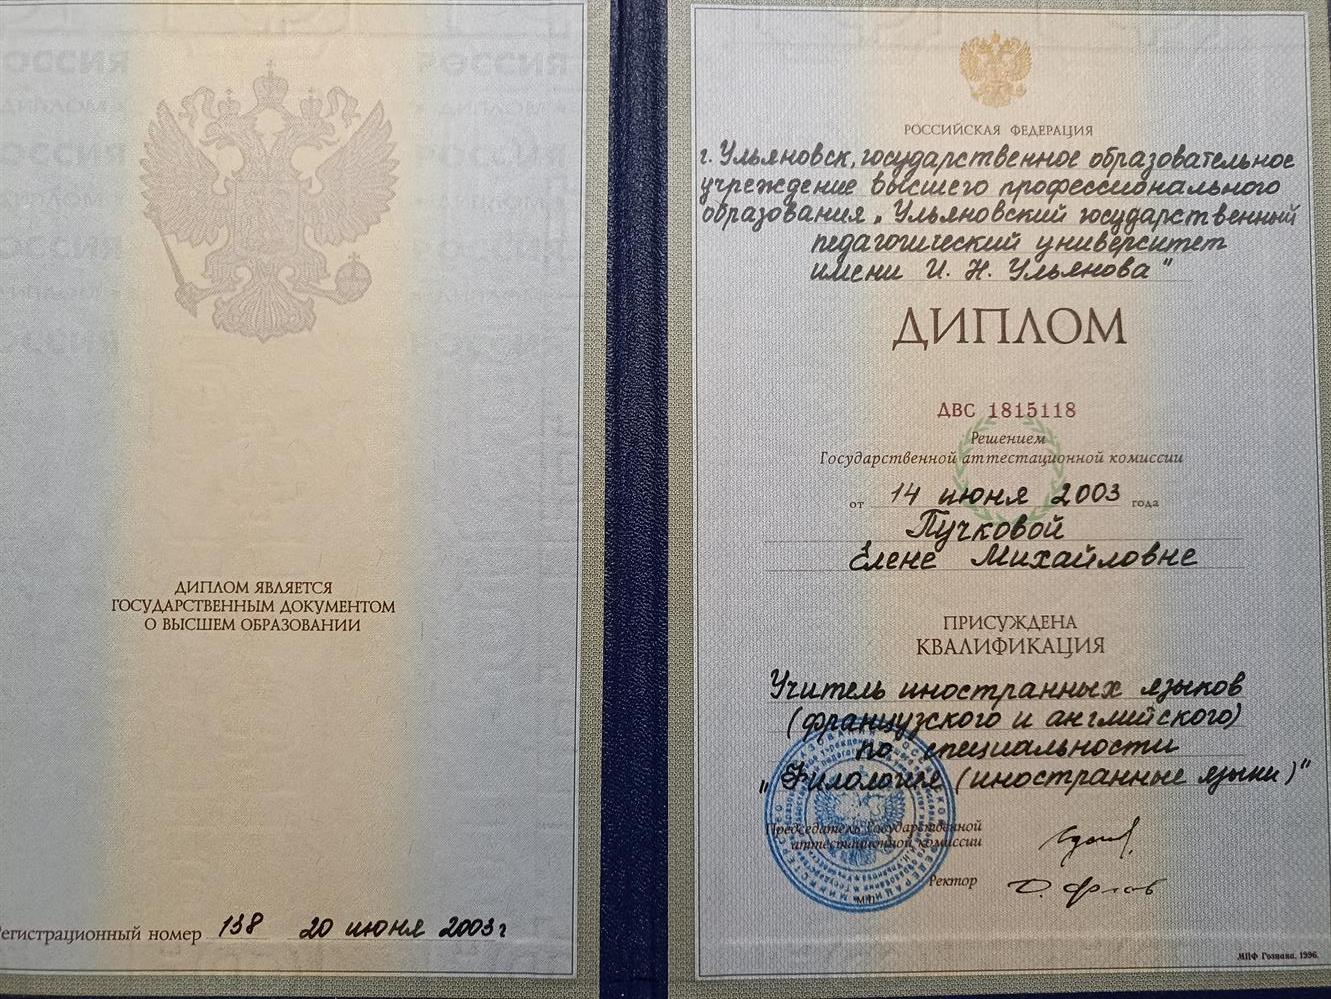 РОССИЯ
ДИПЛОМ
ДИПЛОМ ЯВЛЯЕТСЯ
ГОСУДАРСТВЕННЫМ ДОКУМЕНТОМ
О ВЫСШЕМ ОБРАЗОВАНИИ
егистрационный номер 138 20 июня 2003 г
РОССИЙСКАЯ ФЕДЕРАЦИЯ
г. Ульяновск, государственное образовательное
учреждение высшего профессионального
образования „Ульяновский государственный
педагогический университет
имени И. Н. Ульянова"
ДИПЛОМ
ДВС 1815118
Решением
Государственной аттестационной комиссии
от 14 июня 2003 года
Пучковой
Елене Михайловне
ПРИСУЖДЕНА
КВАЛИФИКАЦИЯ
Учитель иностранных языков
(французского и английского)
по специальности
„Филология (иностранные языки)"
Председатель Государственной
аттестационной комиссии
Ректор
МПФ Гознака. 1996.